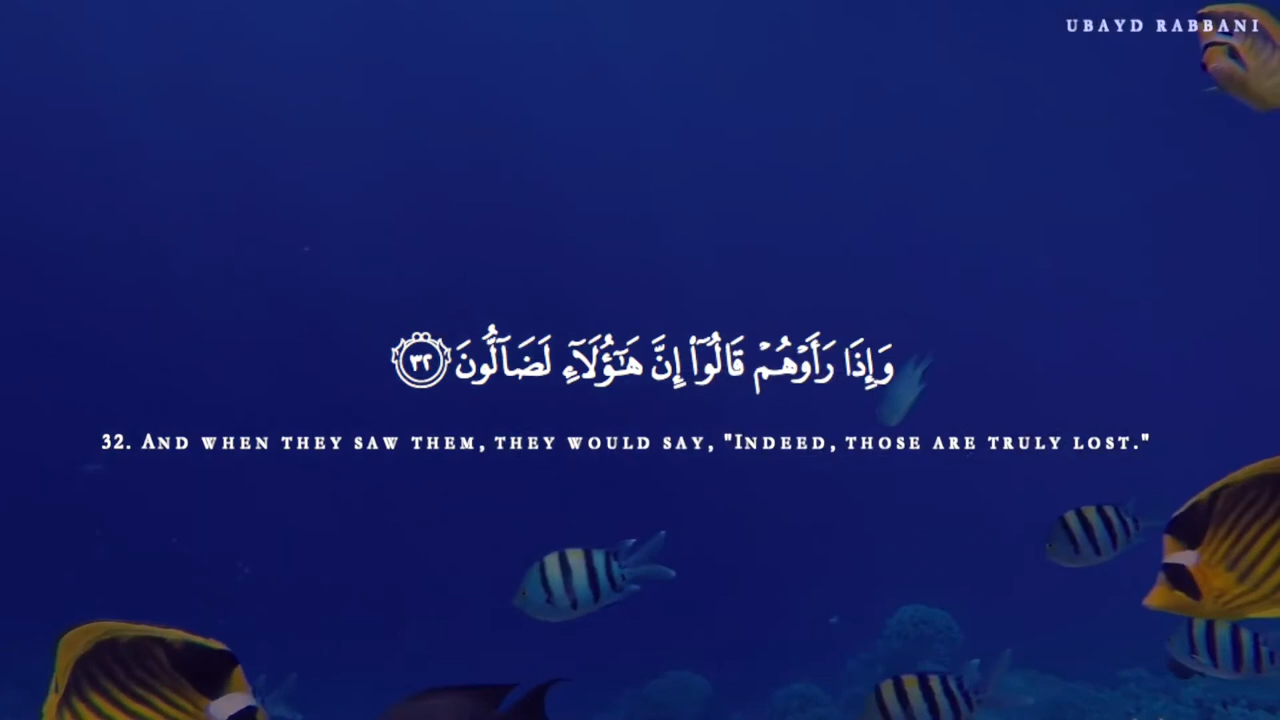 UBAYD RABBANI
وَإِذَا رَأَوْهُمْ قَالُوٓا۟ إِنَّ هَـٰٓؤُلَآءِ لَضَآلُّونَ ٣٢
32. And when they saw them, they would say, "Indeed, those are truly lost."